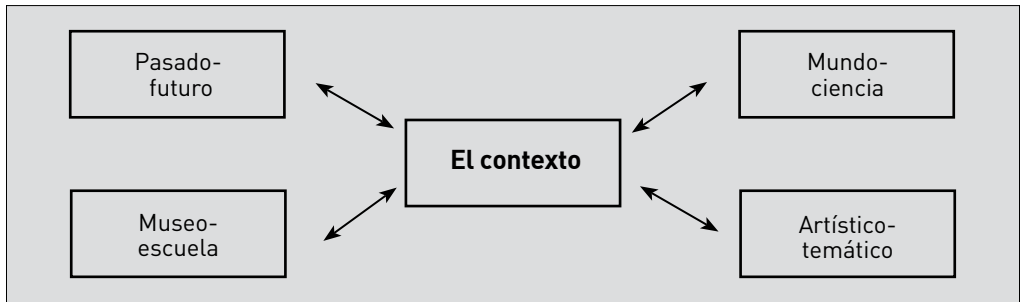 Pasado-
futuro
Mundo-
ciencia
El contexto
Museo-
escuela
Artístico-
temático